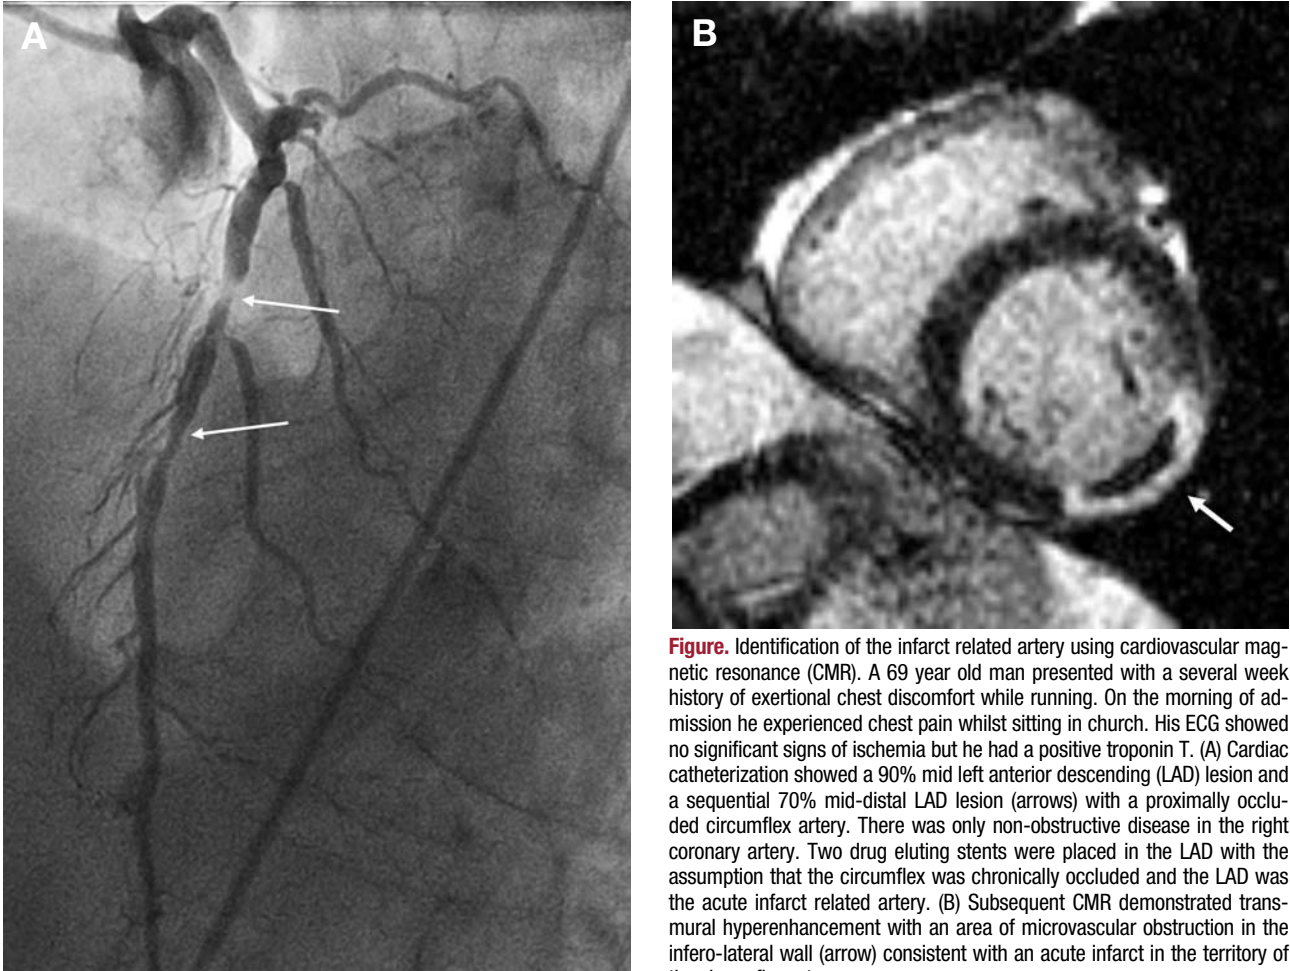 A
B
Figure. Identification of the infarct related artery using cardiovascular mag-
netic resonance (CMR). A 69 year old man presented with a several week
history of exertional chest discomfort while running. On the morning of ad-
mission he experienced chest pain whilst sitting in church. His ECG showed
no significant signs of ischemia but he had a positive troponin T. (A) Cardiac
catheterization showed a 90% mid left anterior descending (LAD) lesion and
a sequential 70% mid-distal LAD lesion (arrows) with a proximally occlu-
ded circumflex artery. There was only non-obstructive disease in the right
coronary artery. Two drug eluting stents were placed in the LAD with the
assumption that the circumflex was chronically occluded and the LAD was
the acute infarct related artery. (B) Subsequent CMR demonstrated trans-
mural hyperenhancement with an area of microvascular obstruction in the
infero-lateral wall (arrow) consistent with an acute infarct in the territory of